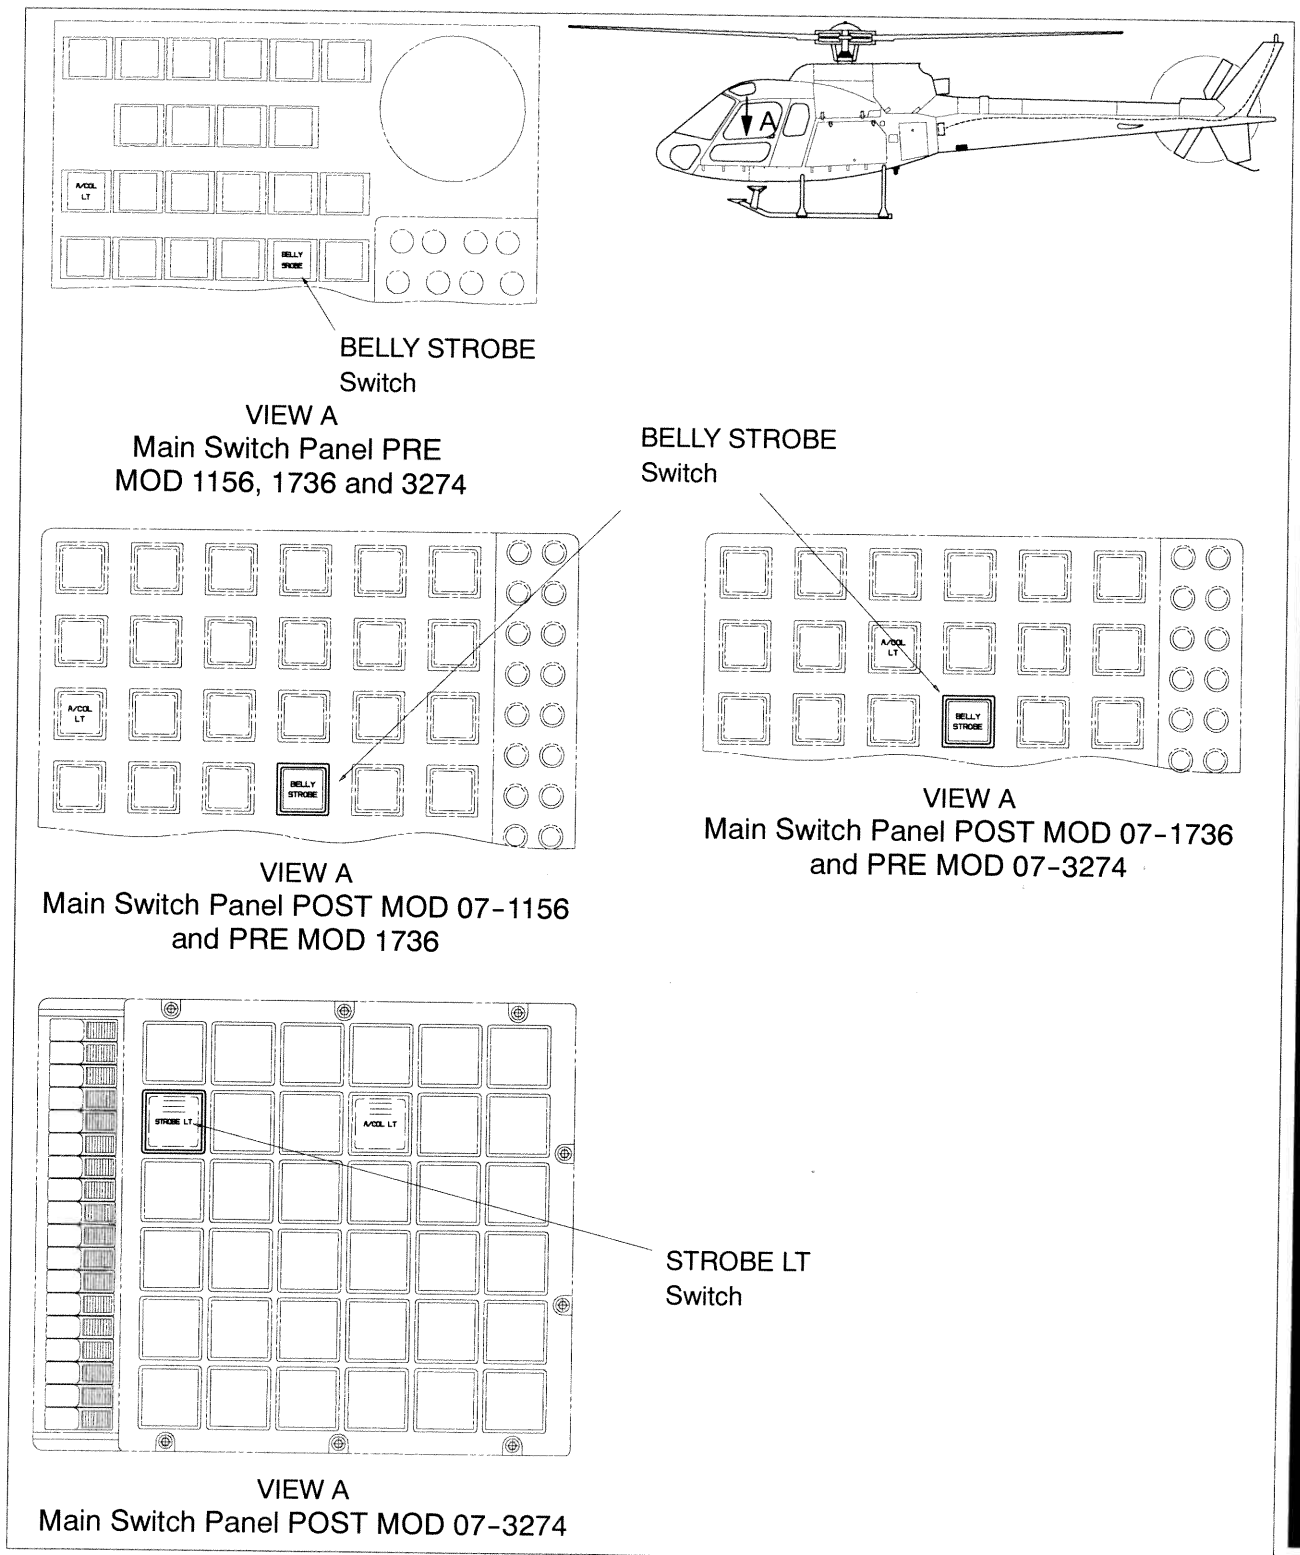 A
A/COL
LT
BELLY
SROBE
BELLY STROBE
Switch
VIEW A
Main Switch Panel PRE
MOD 1156, 1736 and 3274
BELLY STROBE
Switch
A/COL
LT
BELLY
STROBE
VIEW A
Main Switch Panel POST MOD 07-1156
and PRE MOD 1736
A/COL
LT
BELLY
STROBE
VIEW A
Main Switch Panel POST MOD 07-1736
and PRE MOD 07-3274
STROBE LT
A/COL LT
STROBE LT
Switch
VIEW A
Main Switch Panel POST MOD 07-3274